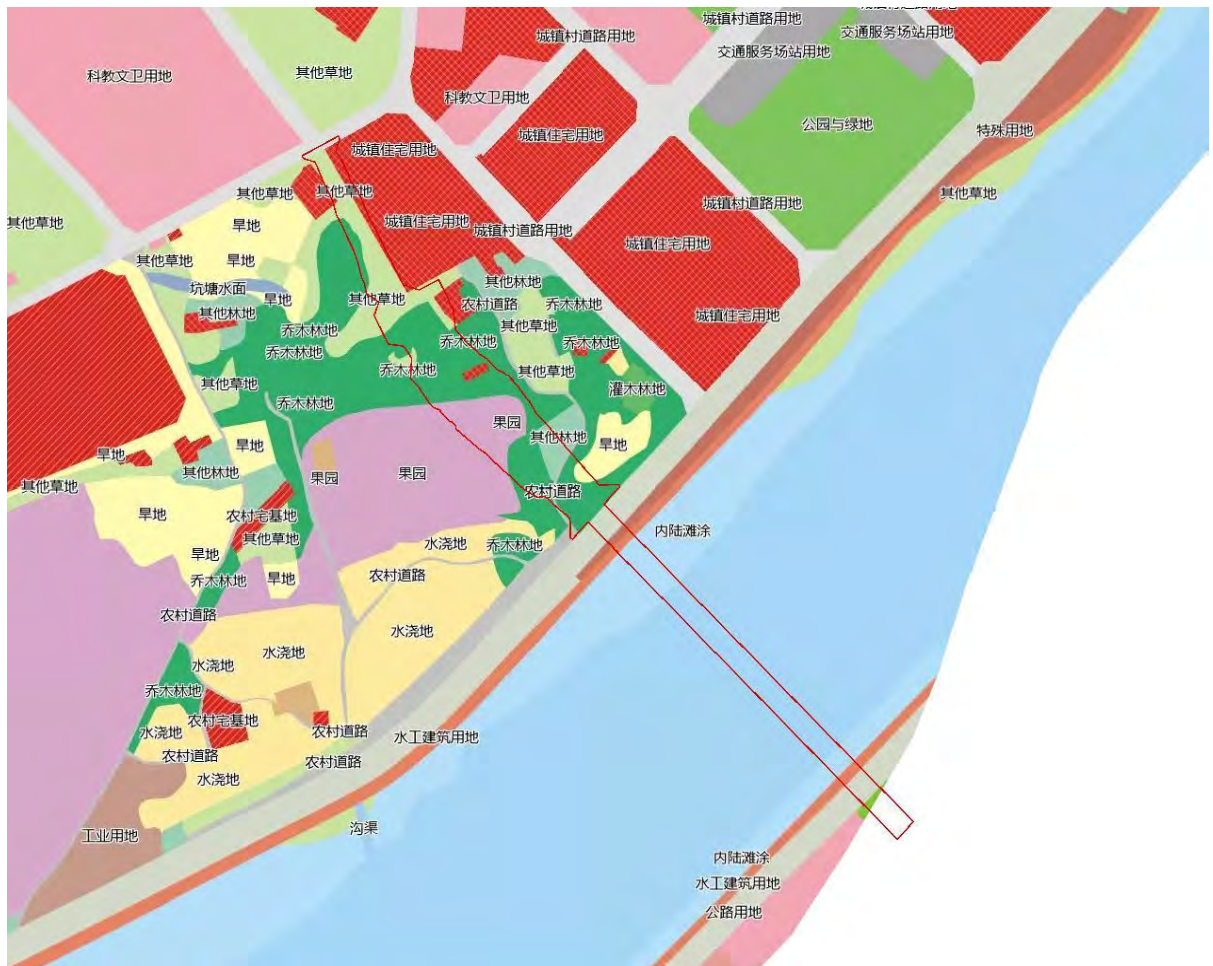 城镇村道路用地
城镇村道路用地
交通服务场站用地
城镇村道路用地
交通服务场站用地
科教文卫用地
其他草地
科教文卫用地
公园与绿地
特殊用地
城镇住宅用地
城镇住宅用地
其他草地
其他草地
其他草地
城镇村道路用地
其他草地
旱地
城镇住宅用地
城镇村道路用地
城镇住宅用地
其他草地
旱地
坑塘水面
旱地
其他草地
其他林地
农村道路
乔木林地
其他林地
城镇住宅用地
乔木林地
其他草地
乔木林地
乔木林地
乔木林地
其他草地
乔木林地
其他草地
灌木林地
乔木林地
果园
其他林地
旱地
旱地
旱地
其他林地
果园
果园
其他草地
农村道路
旱地
农村宅基地
内陆滩涂
其他草地
水浇地
乔木林地
旱地
乔木林地
旱地
农村道路
农村道路
水浇地
水浇地
水浇地
乔木林地
农村宅基地
水浇地
农村道路
水工建筑用地
农村道路
农村道路
水浇地
工业用地
沟渠
内陆滩涂
水工建筑用地
公路用地